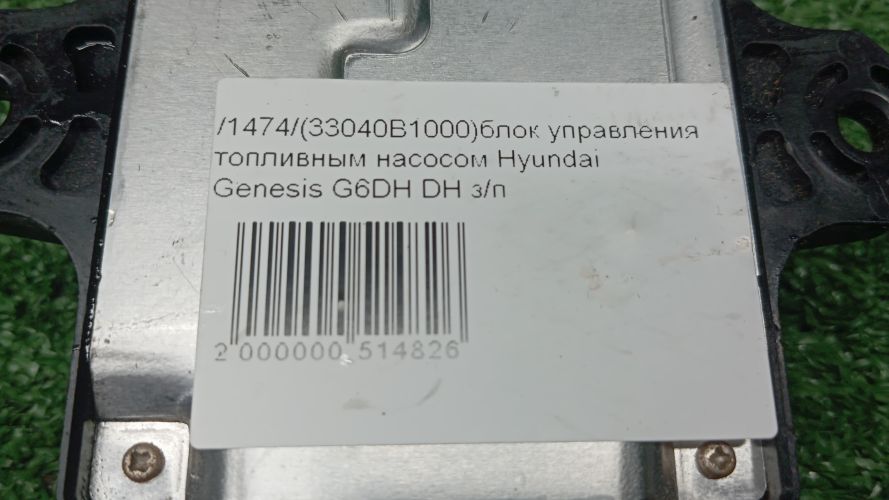 /1474/(33040B1000)блок управления
топливным насосом Hyundai
Genesis G6DH DH з/п
2 000000 514826